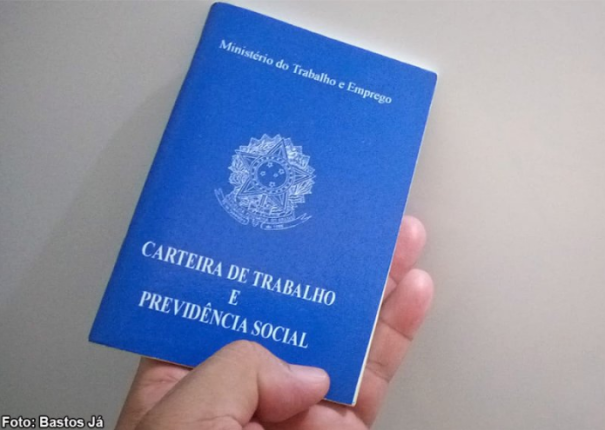 Ministério do Trabalho e Emprego
CARTEIRA DE TRABALHO
E
PREVIDÊNCIA SOCIAL
Foto: Bastos Já